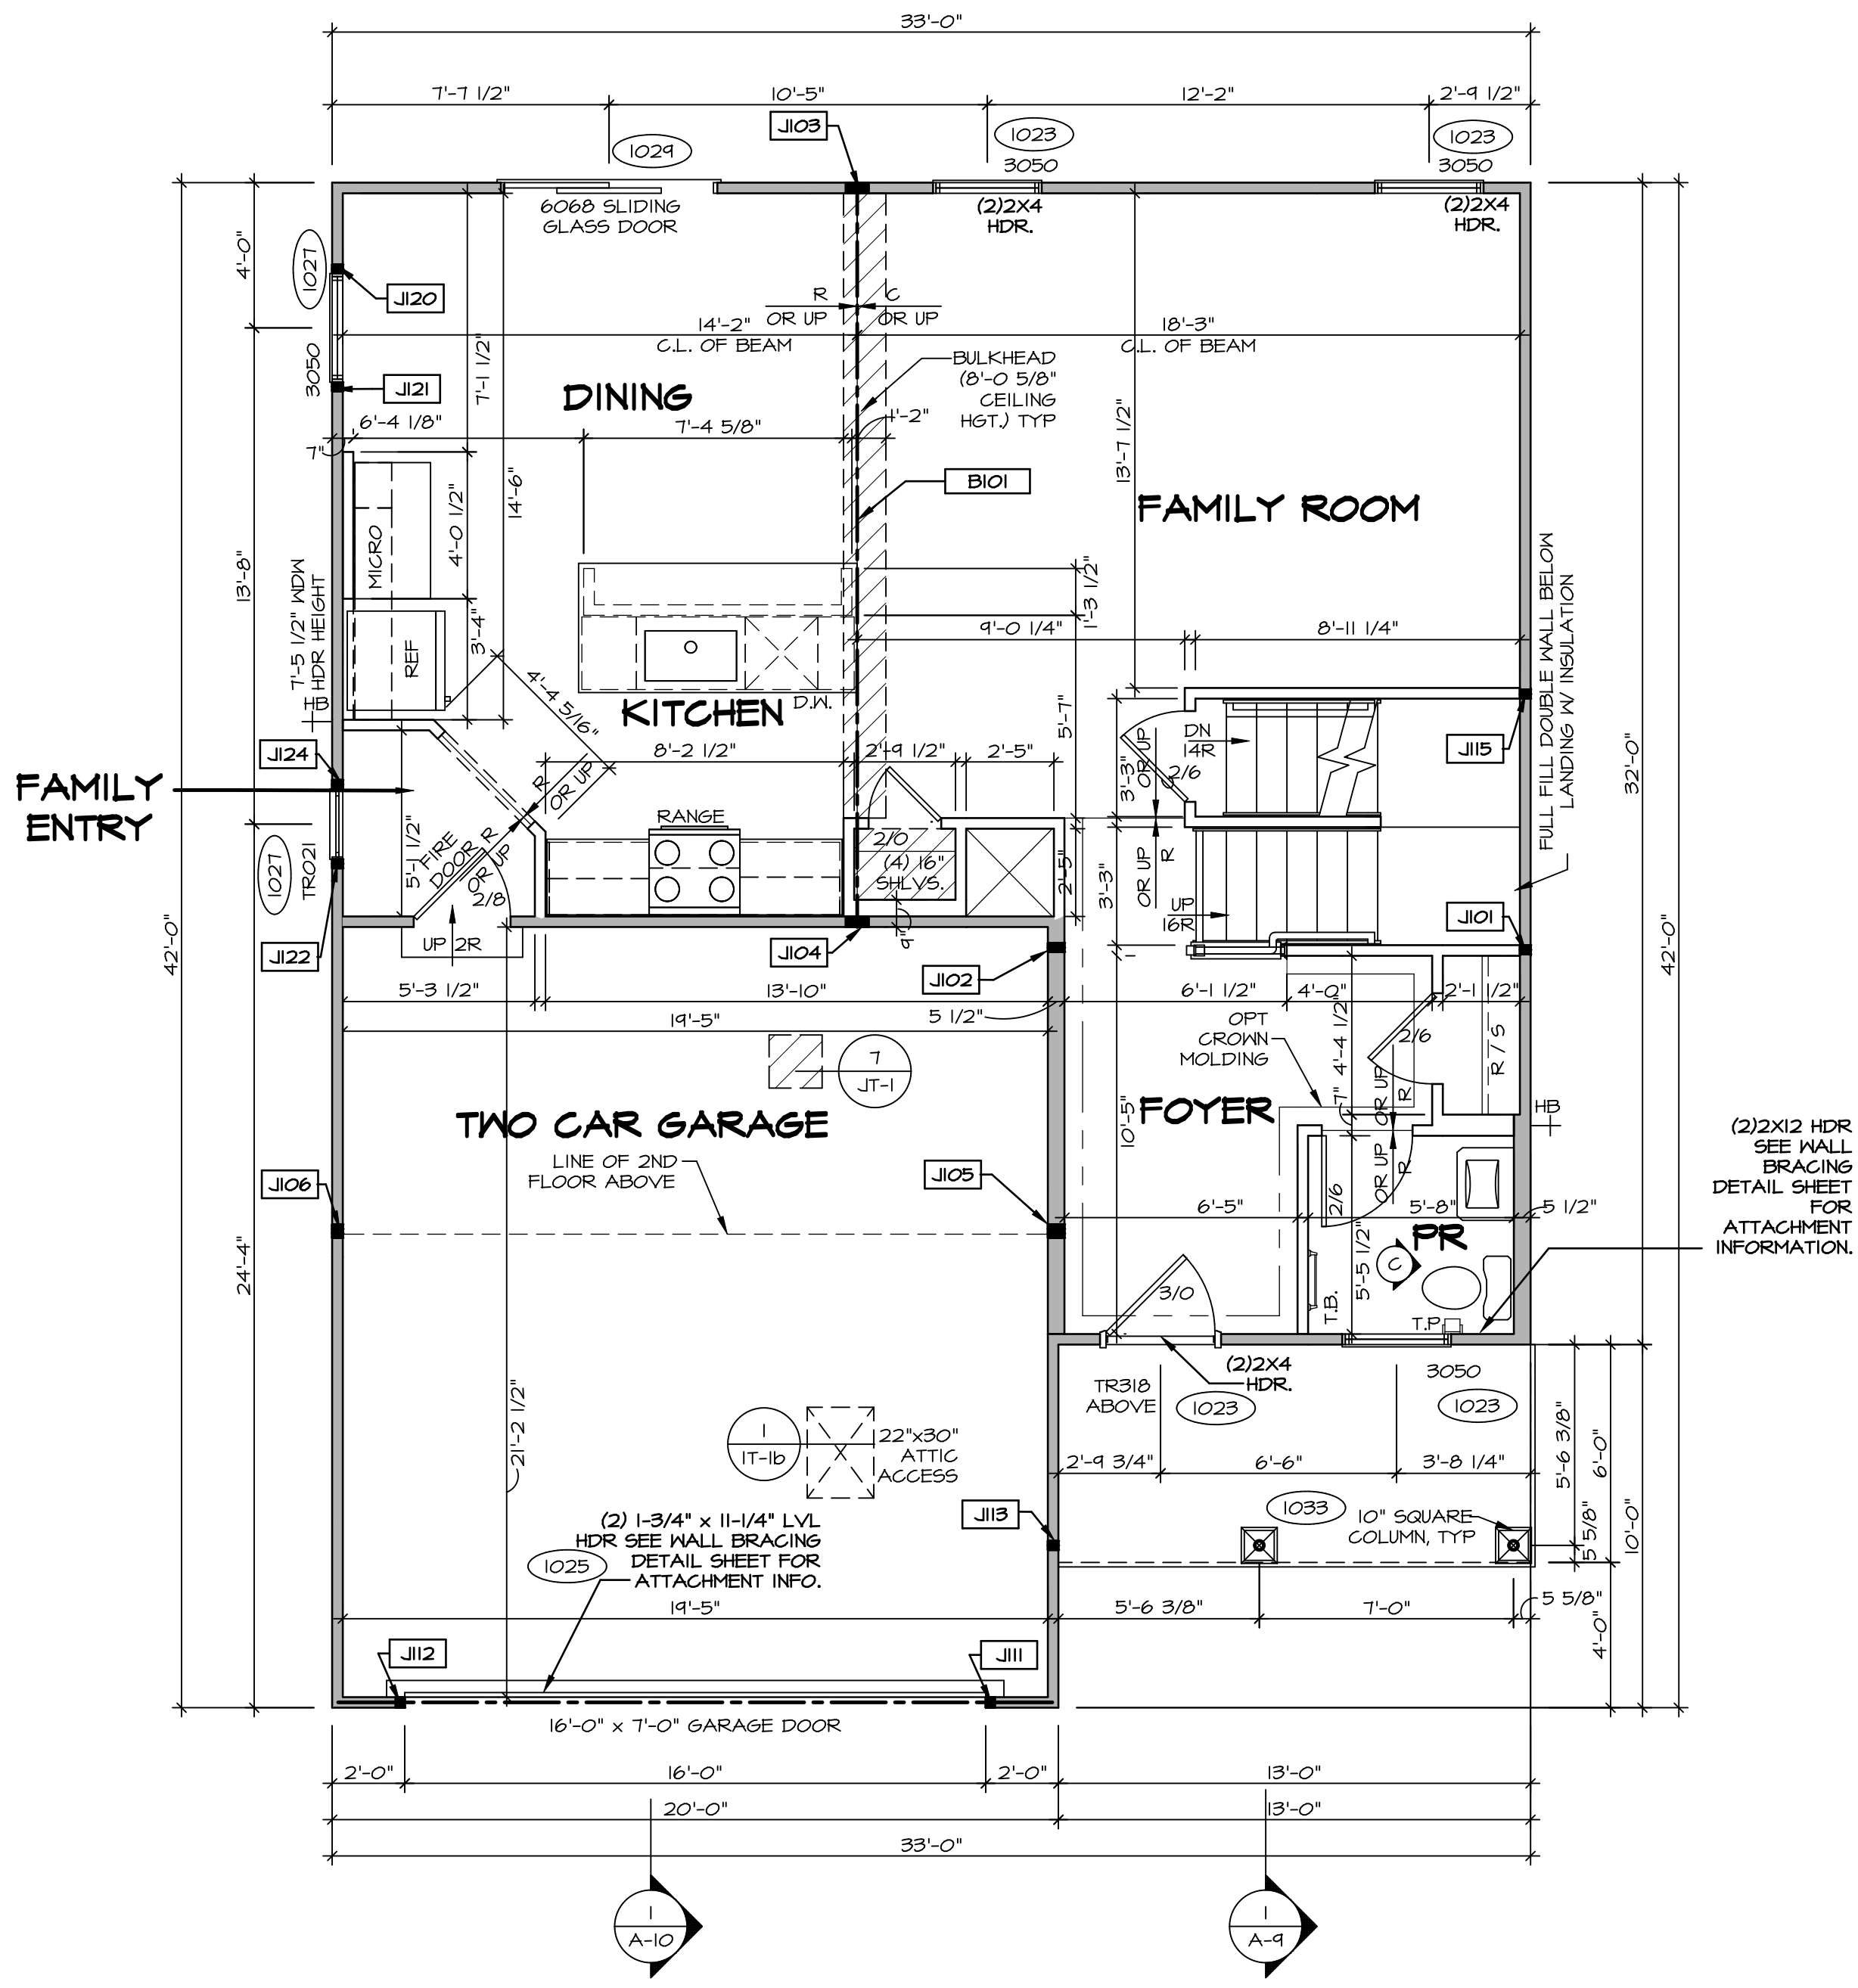 33'-0"
7'-7 1/2"
10'-5"
12'-2"
2'-9 1/2"
J103
1029
1023
1023
3050
3050
6068 SLIDING
GLASS DOOR
(2)2X4
HDR.
(2)2X4
HDR.
4'-0"
1027
J120
R
C
OR UP
OR UP
14'-2"
C.L. OF BEAM
18'-3"
C.L. OF BEAM
3050
7'-1 1/2"
BULKHEAD
(8'-0 5/8"
CEILING
HGT.) TYP
J121
DINING
6'-4 1/8"
7'-4 5/8"
1'-2"
7"
13'-7 1/2"
14'-6"
B101
FAMILY ROOM
4'-0 1/2"
MICRO
13'-8"
7'-5 1/2" WDW
HDR HEIGHT
1'-3 1/2"
FULL FILL DOUBLE WALL BELOW
LANDING W/ INSULATION
9'-0 1/4"
8'-11 1/4"
3'-4"
REF
4'-4 5/16"
HB
KITCHEN
D.W.
5'-7"
32'-0"
DN
14R
J115
J124
8'-2 1/2"
2'-9 1/2"
2'-5"
3'-3"
OR UP
C
2/6
R
OR UP
FAMILY
ENTRY
RANGE
5'-1 1/2"
FIRE
DOOR
R
OR UP
2/8
1027
TR021
2/0
(4) 16"
SHLVS.
2'-5"
3'-3"
OR UP
R
UP
16R
J101
42'-0"
42'-0"
UP 2R
J122
J104
9"
J102
5'-3 1/2"
13'-10"
5 1/2"
6'-1 1/2"
4'-0"
2'-1 1/2"
19'-5"
OPT
CROWN
MOLDING
4'-4 1/2"
2/6
R / S
7
JT-1
7"
OR UP
R
TWO CAR GARAGE
10'-5"
FOYER
HB
LINE OF 2ND
FLOOR ABOVE
(2)2X12 HDR
SEE WALL
BRACING
DETAIL SHEET
FOR
ATTACHMENT
INFORMATION.
J106
J105
OR UP
R
2/6
6'-5"
5'-8"
5 1/2"
24'-4"
PR
C
5'-5 1/2"
3/0
T.B.
T.P.
(2)2X4
HDR.
TR318
ABOVE
1023
3050
1023
21'-2 1/2"
1
1T-1b
22"x30"
ATTIC
ACCESS
2'-9 3/4"
6'-6"
3'-8 1/4"
5'-6 3/8"
6'-0"
(2) 1-3/4" x 11-1/4" LVL
HDR SEE WALL BRACING
DETAIL SHEET FOR
ATTACHMENT INFO.
1025
J113
1033
10" SQUARE
COLUMN, TYP
5 5/8"
10'-0"
19'-5"
5'-6 3/8"
7'-0"
5 5/8"
4'-0"
J112
J111
16'-0" x 7'-0" GARAGE DOOR
2'-0"
16'-0"
2'-0"
13'-0"
20'-0"
13'-0"
33'-0"
1
A-10
1
A-9